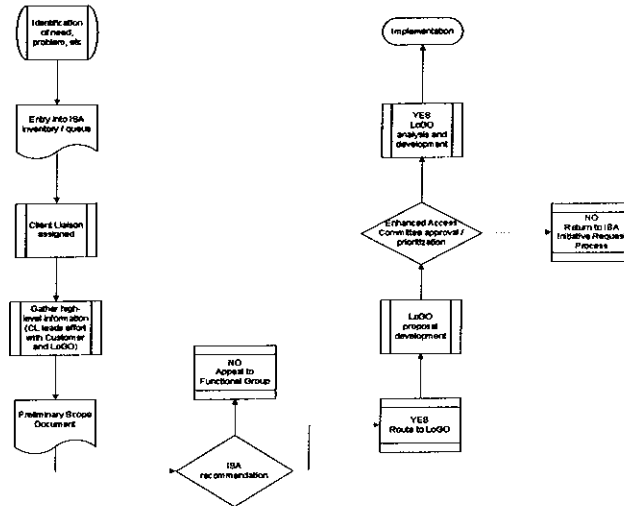 Identification
of need,
problem, etc
Entry into ISA
inventory / queue
Client Liaison
assigned
Gather high-
level information
(CL leads effort
with Customer
and LoGO)
Preliminary Scope
Document
NO
Appeal to
Functional Group
ISA
recommendation
YES
Route to LoGO
LoGO
proposal
development
Enhanced Access
Committee approval /
prioritization
NO
Return to ISA
Initiative Request
Process
YES
LoGO
analysis and
development
Implementation